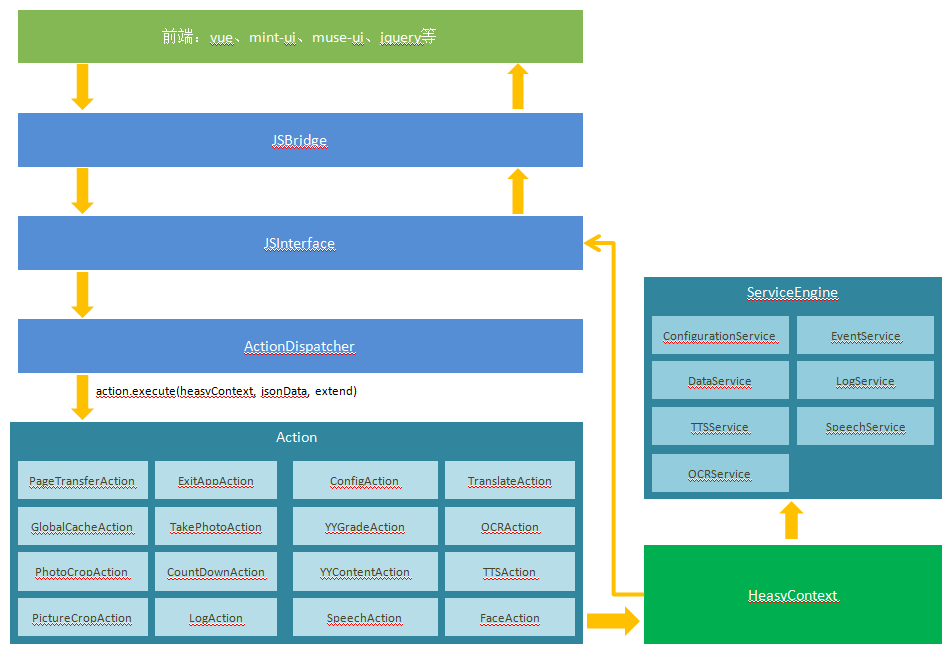 前端：vue、mint-ui、muse-ui、jquery等
JSBridge
JSInterface
ActionDispatcher
action.execute(heasyContext, jsonData, extend)
Action
PageTransferAction
ExitAppAction
ConfigAction
TranslateAction
GlobalCacheAction
TakePhotoAction
YYGradeAction
OCRAction
PhotoCropAction
CountDownAction
YYContentAction
TTSAction
PictureCropAction
LogAction
SpeechAction
FaceAction
ServiceEngine
ConfigurationService
EventService
DataService
LogService
TTSService
SpeechService
OCRService
HeasyContext